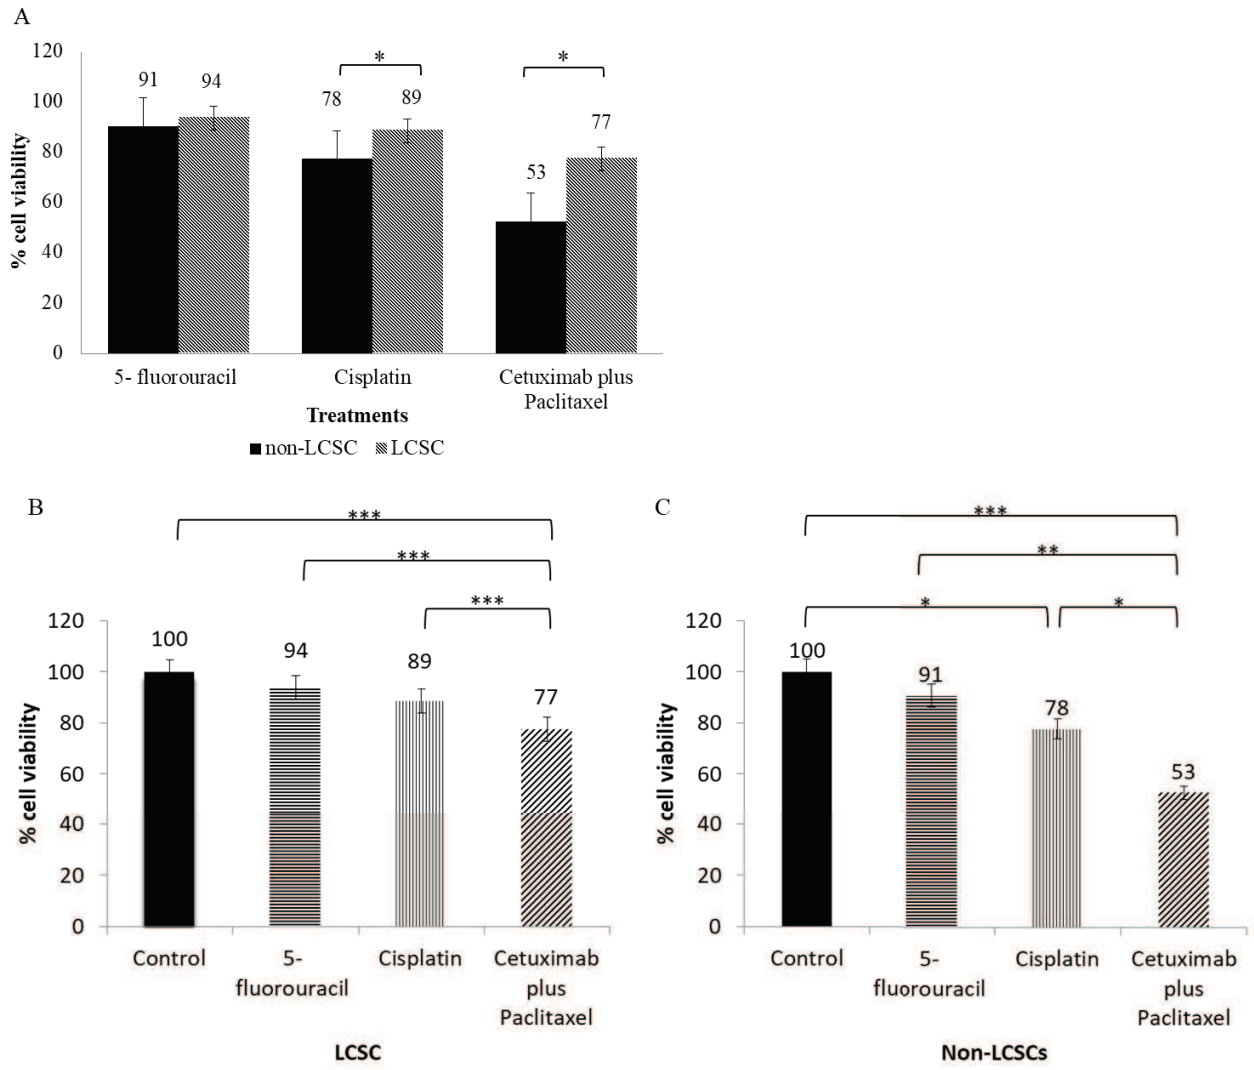 A
120
100
80
60
40
20
0
% cell viability
91
94
*
78
89
*
53
77
5- fluorouracil
Cisplatin
Cetuximab plus
Paclitaxel
Treatments
non-LCSC
LCSC
B
***
***
***
120
100
80
60
40
20
0
% cell viability
100
94
89
77
Control
5-
fluorouracil
Cisplatin
Cetuximab
plus
Paclitaxel
LCSC
C
***
**
*
*
120
100
80
60
40
20
0
% cell viability
100
91
78
53
Control
5-
fluorouracil
Cisplatin
Cetuximab
plus
Paclitaxel
Non-LCSCs